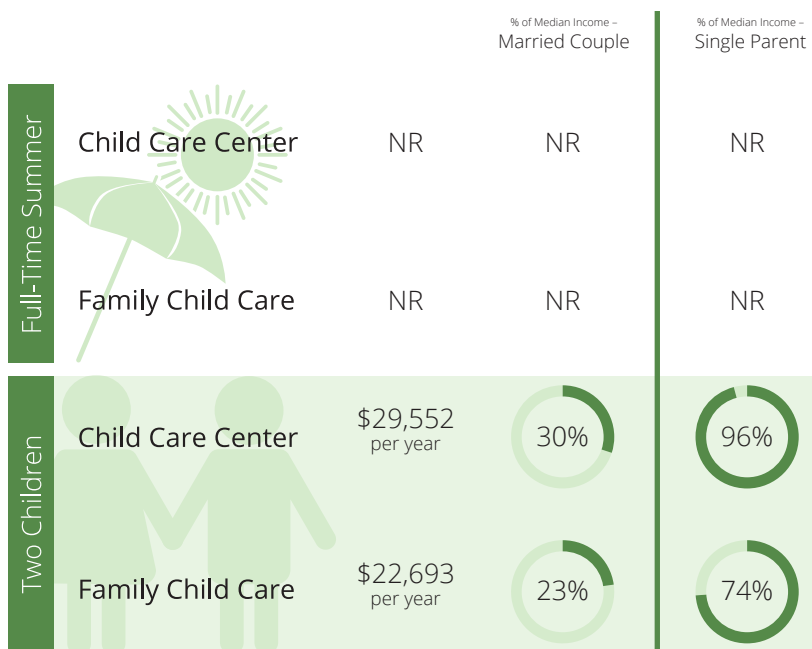 % of Median Income –
Married Couple
% of Median Income –
Single Parent
Full-Time Summer
Child Care Center
NR
NR
NR
Family Child Care
NR
NR
NR
Two Children
Child Care Center
$29,552
per year
30%
96%
Family Child Care
$22,693
per year
23%
74%